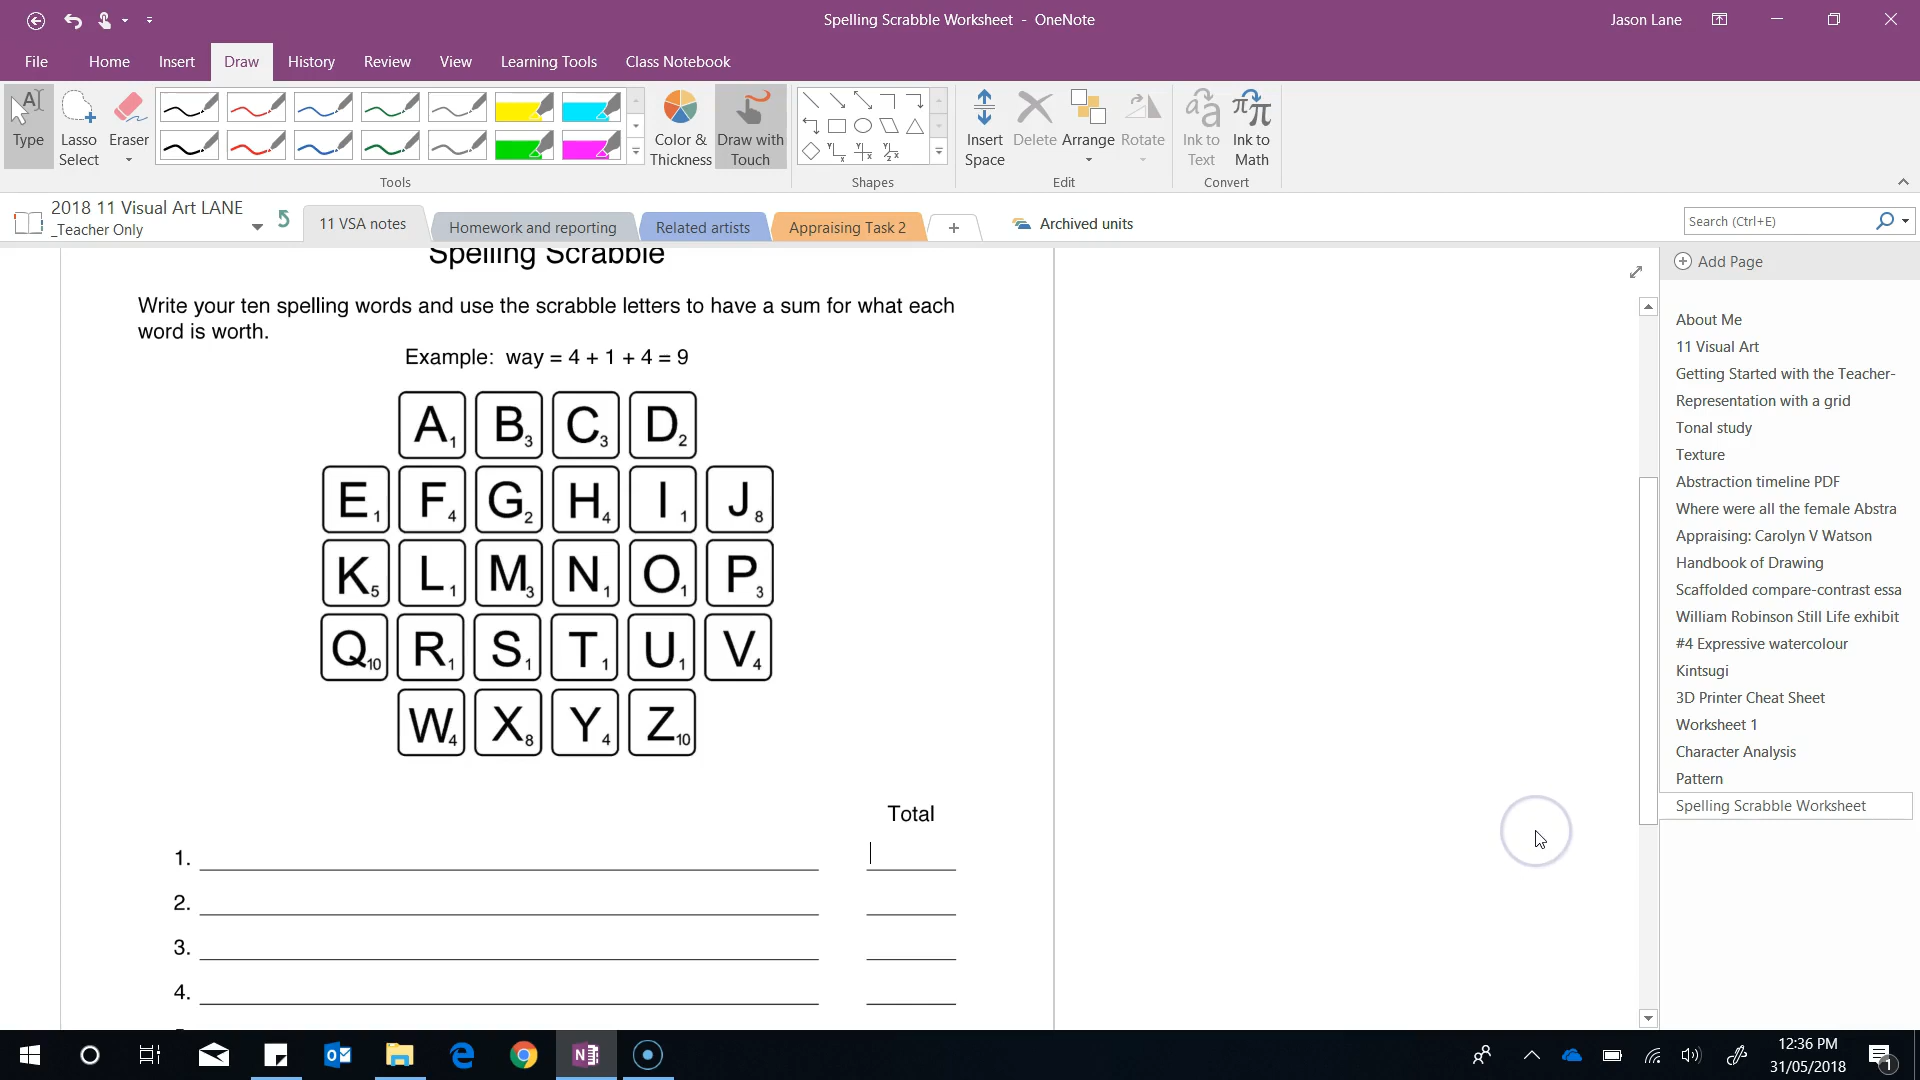 Spelling Scrabble Worksheet - OneNote
Jason Lane
File Home Insert Draw History Review View Learning Tools Class Notebook
Type
Lasso Select
Eraser
Color & Thickness
Draw with Touch
Insert Space
Delete
Arrange
Rotate
Ink to Text
Ink to Math
Tools
Shapes
Edit
Convert
2018 11 Visual Art LANE
_Teacher Only
11 VSA notes
Homework and reporting
Related artists
Appraising Task 2
+
Archived units
Search (Ctrl+E)
Spelling Scrabble
Write your ten spelling words and use the scrabble letters to have a sum for what each
word is worth.
Example: way = 4 + 1 + 4 = 9
A1 B3 C3 D2
E1 F4 G2 H4 I1 J8
K5 L1 M3 N1 O1 P3
Q10 R1 S1 T1 U1 V4
W4 X8 Y4 Z10
Total
1.
2.
3.
4.
Add Page
About Me
11 Visual Art
Getting Started with the Teacher-
Representation with a grid
Tonal study
Texture
Abstraction timeline PDF
Where were all the female Abstra
Appraising: Carolyn V Watson
Handbook of Drawing
Scaffolded compare-contrast essa
William Robinson Still Life exhibit
#4 Expressive watercolour
Kintsugi
3D Printer Cheat Sheet
Worksheet 1
Character Analysis
Pattern
Spelling Scrabble Worksheet
12:36 PM
31/05/2018
1